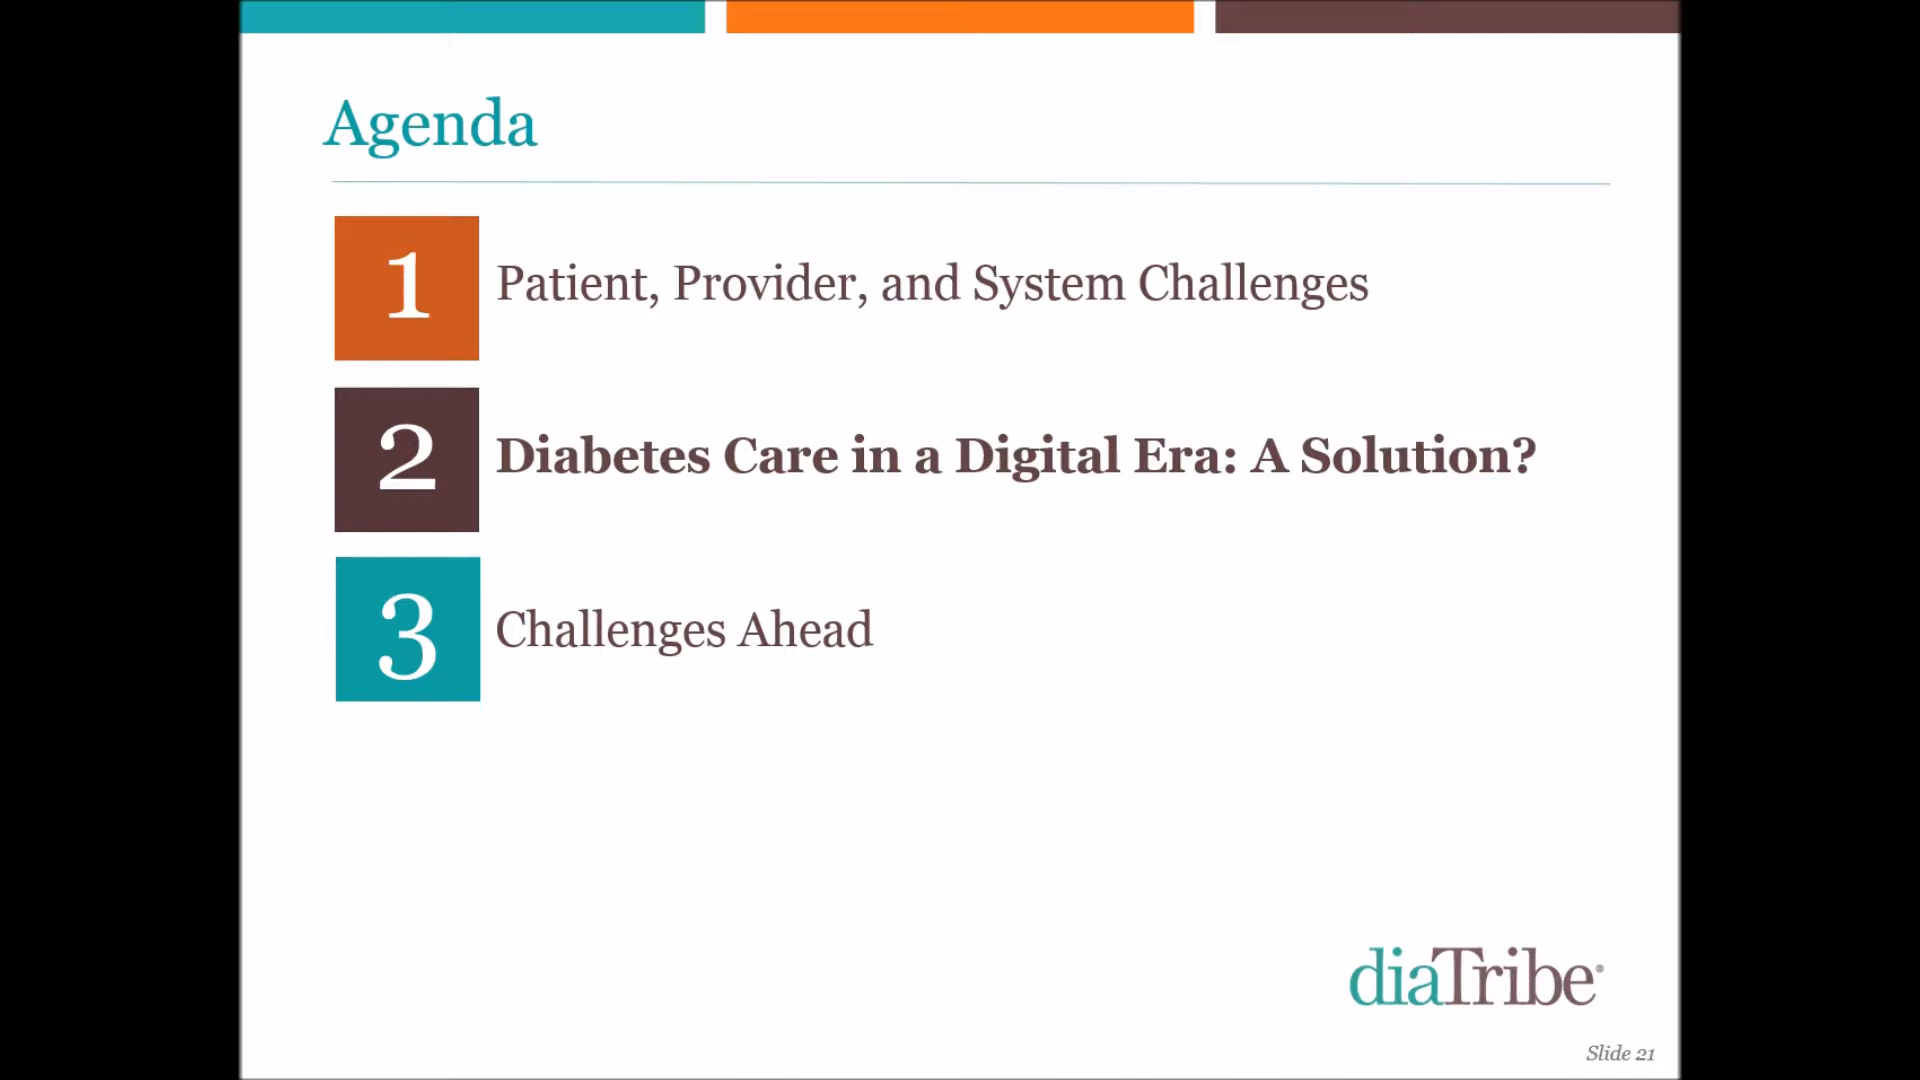 Agenda
1
Patient, Provider, and System Challenges
2
Diabetes Care in a Digital Era: A Solution?
3
Challenges Ahead
diaTribe®
Slide 21